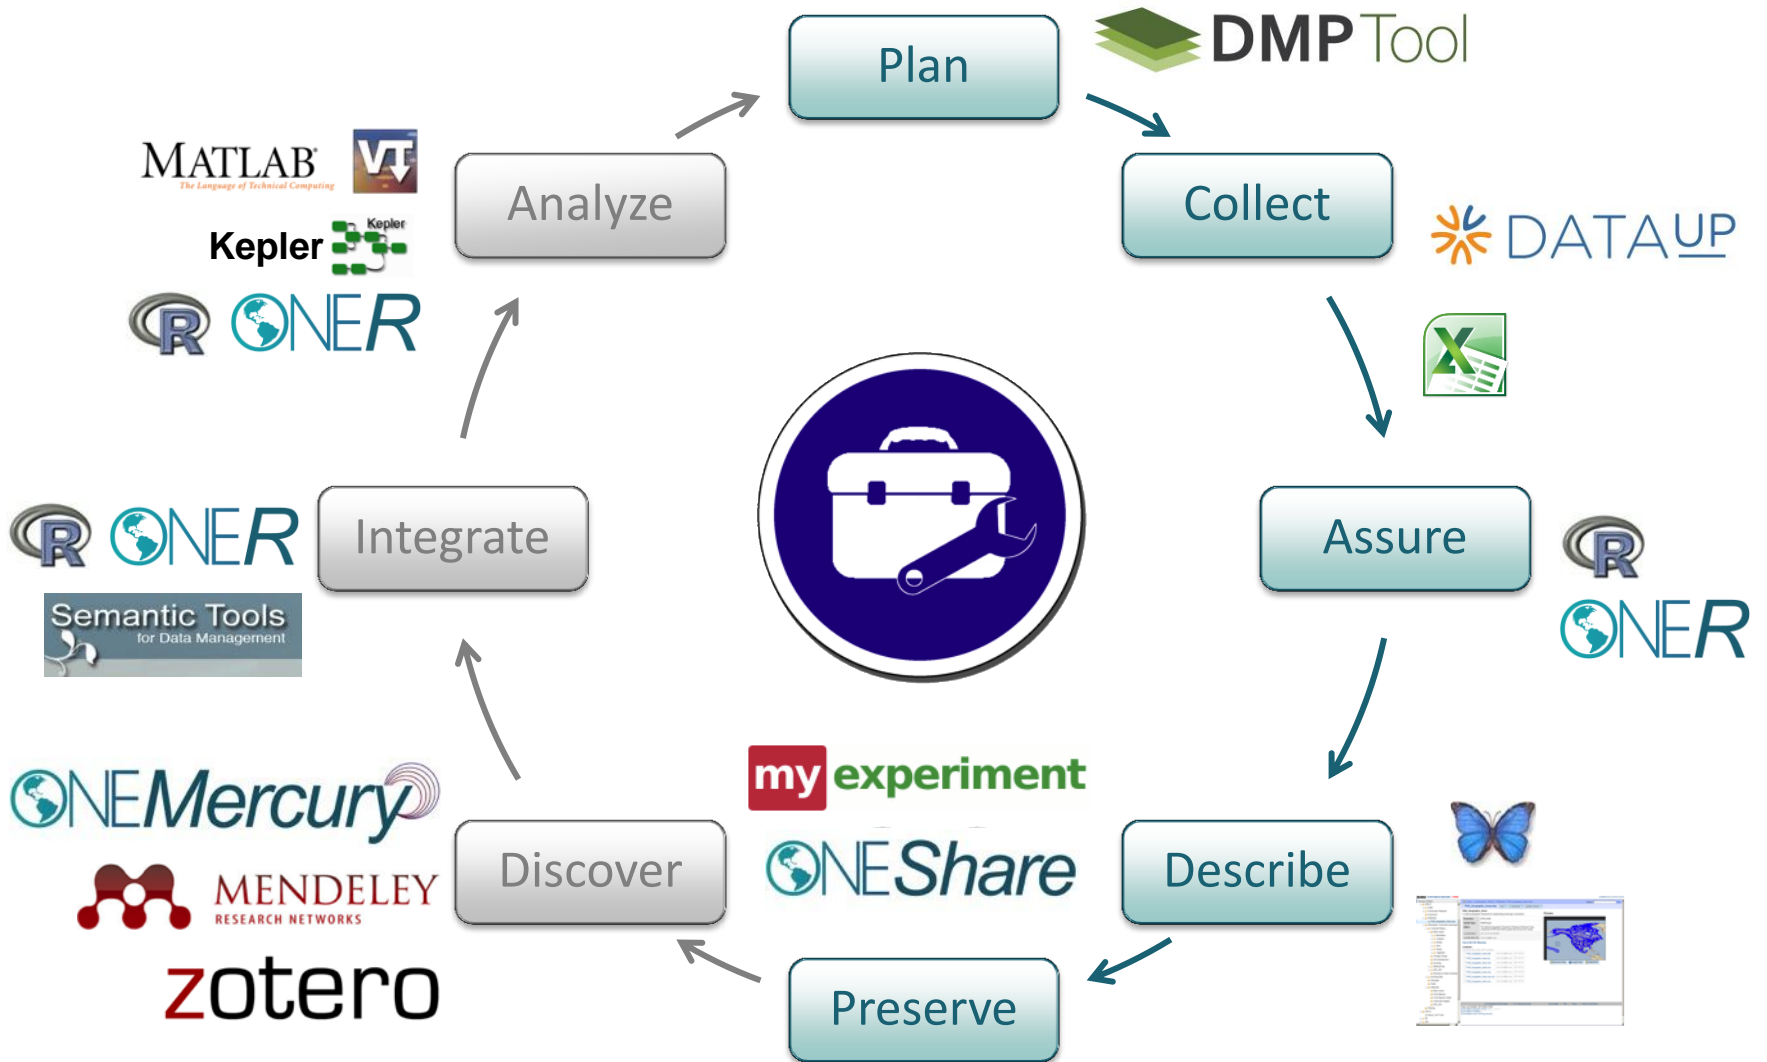 Plan
DMPTool
Collect
DATAUP
X
Assure
R
ONER
Describe
Preserve
my experiment
ONEShare
Discover
ONEMercury
MENDELEY
RESEARCH NETWORKS
zotero
Integrate
R
ONER
Semantic Tools
for Data Management
Analyze
MATLAB®
The Language of Technical Computing
VT
Kepler
Kepler
R
ONER